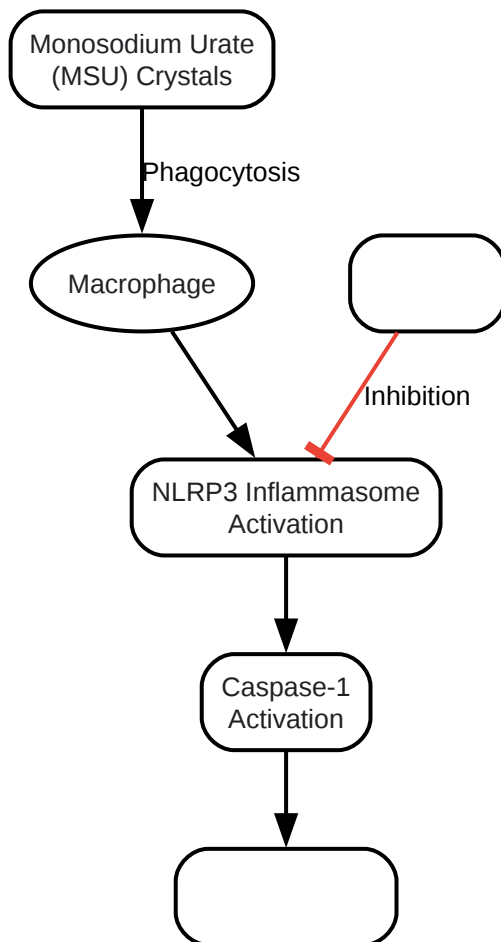 Monosodium Urate
(MSU) Crystals
Phagocytosis
Macrophage
Inhibition
NLRP3 Inflammasome
Activation
Caspase-1
Activation